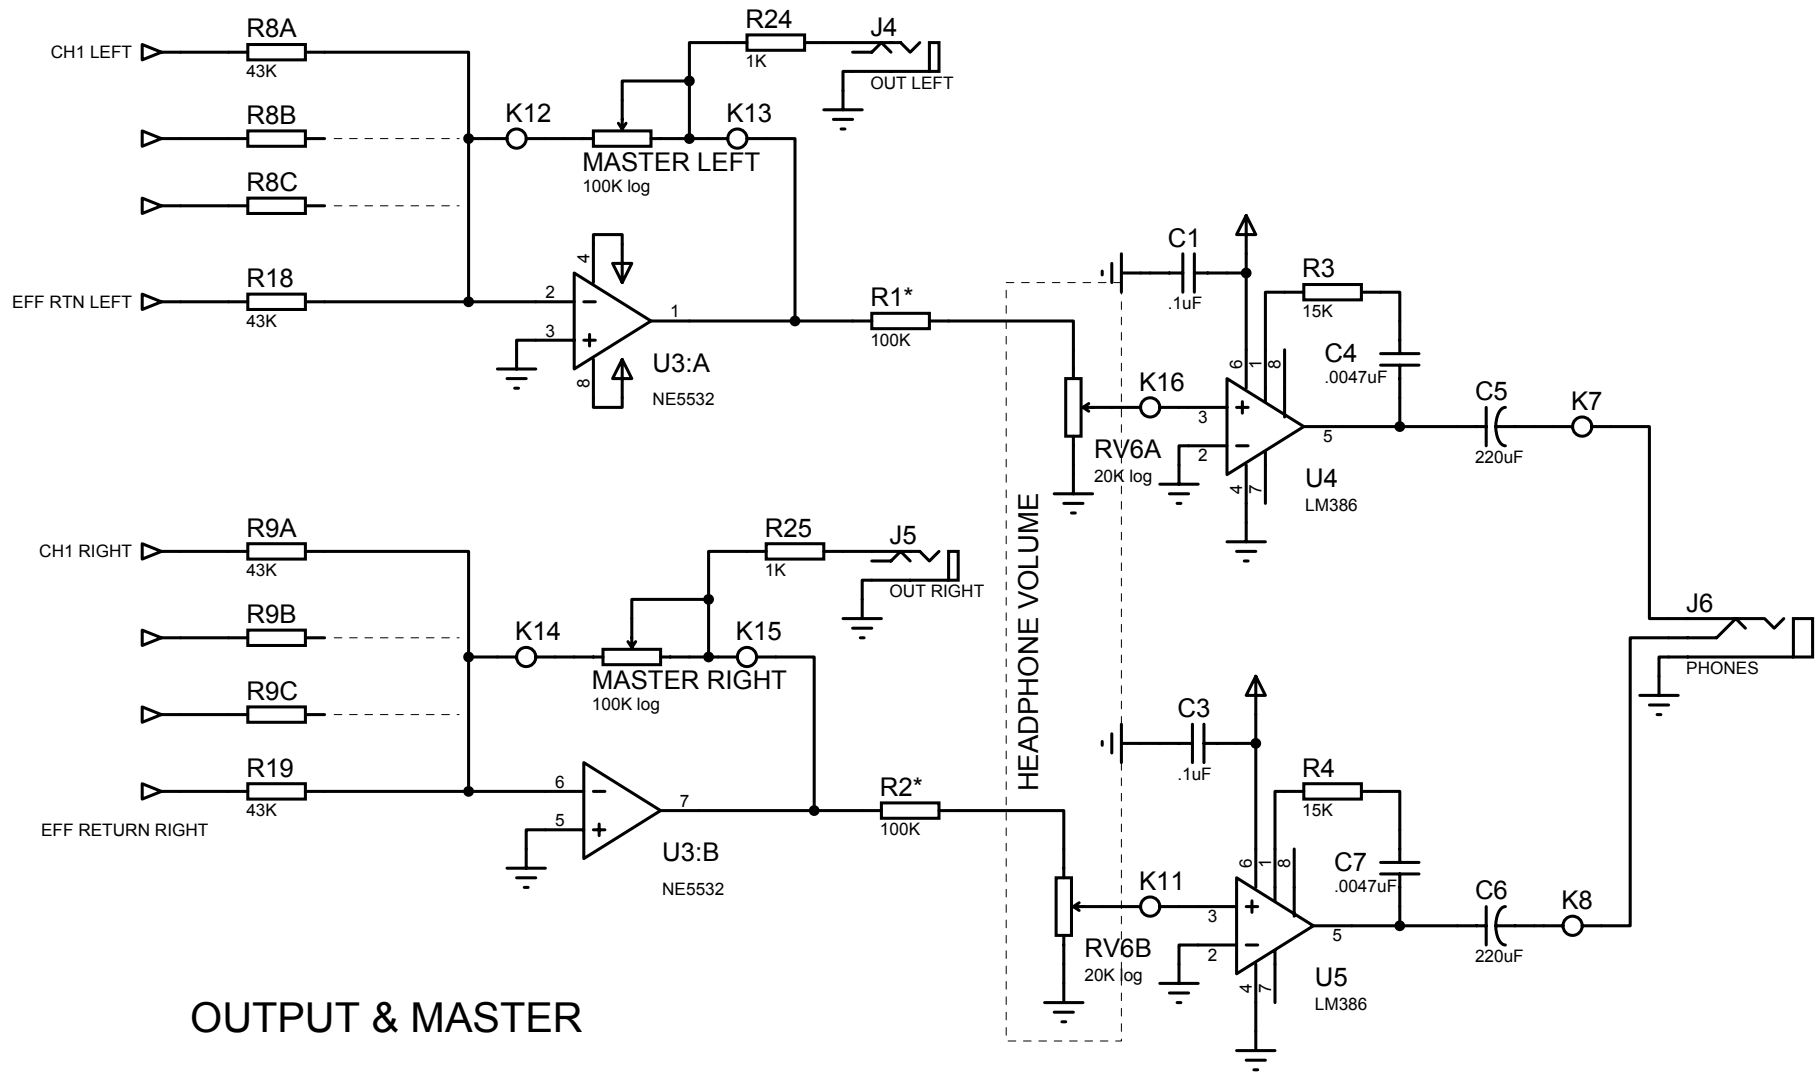 R8A
CH1 LEFT
43K
R8B
R8C
R18
EFF RTN LEFT
43K
K12
MASTER LEFT
100K log
K13
R24
1K
J4
OUT LEFT
4
2
3
1
8
U3:A
NE5532
R1*
100K
HEADPHONE VOLUME
RV6A
20K log
K16
C1
.1uF
6
1
8
3
2
5
4
7
U4
LM386
R3
15K
C4
.0047uF
C5
220uF
K7
R9A
CH1 RIGHT
43K
R9B
R9C
R19
43K
EFF RETURN RIGHT
K14
MASTER RIGHT
100K log
K15
R25
1K
J5
OUT RIGHT
6
5
7
U3:B
NE5532
R2*
100K
RV6B
20K log
K11
C3
.1uF
6
1
8
3
2
5
4
7
U5
LM386
R4
15K
C7
.0047uF
C6
220uF
K8
J6
PHONES
OUTPUT & MASTER